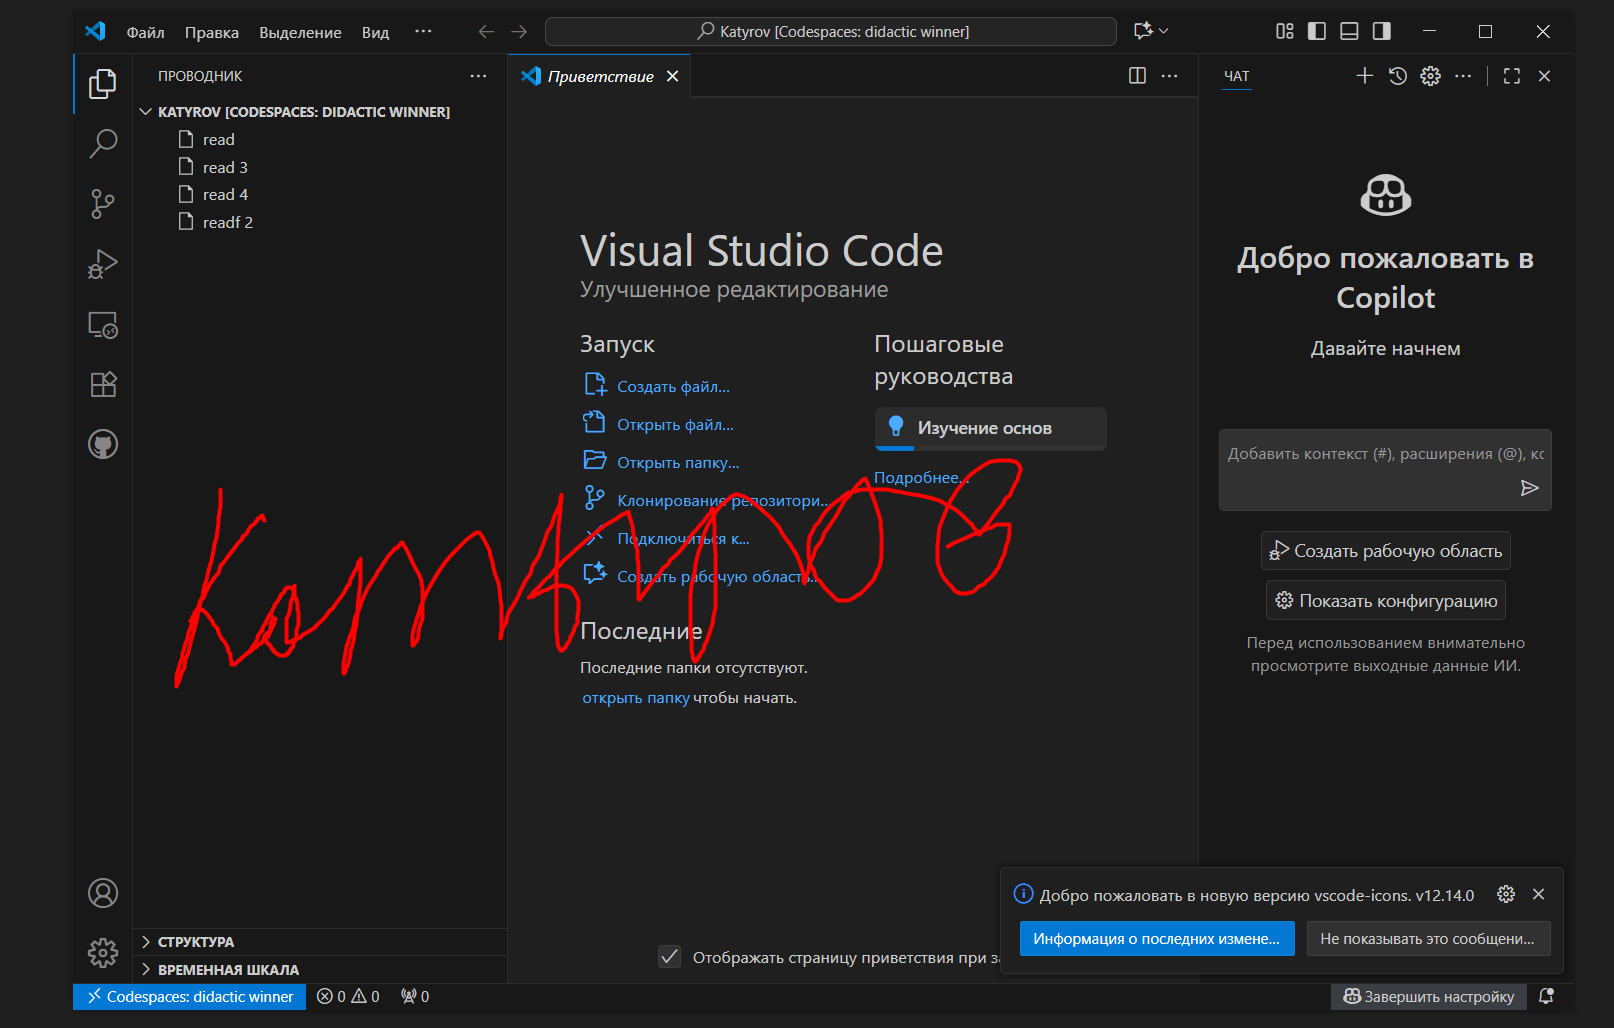 Файл Правка Выделение Вид ··· Katyrov [Codespaces: didactic winner]
ПРОВОДНИК
KATYROV [CODESPACES: DIDACTIC WINNER]
read
read 3
read 4
readf 2
СТРУКТУРА
ВРЕМЕННАЯ ШКАЛА
Приветствие
Visual Studio Code
Улучшенное редактирование
Запуск
Создать файл...
Открыть файл...
Открыть папку...
Клонирование репозитори...
Подключиться к...
Создать рабочую область...
Последние
Последние папки отсутствуют.
открыть папку чтобы начать.
Пошаговые
руководства
Изучение основ
Подробнее...
Катуров
Отображать страницу приветствия при за
ЧАТ
Добро пожаловать в
Copilot
Давайте начнем
Добавить контекст (#), расширения (@), кс
Создать рабочую область
Показать конфигурацию
Перед использованием внимательно
просмотрите выходные данные ИИ.
Добро пожаловать в новую версию vscode-icons. v12.14.0
Информация о последних измене...
Не показывать это сообщени...
Codespaces: didactic winner 0 0 0
Завершить настройку